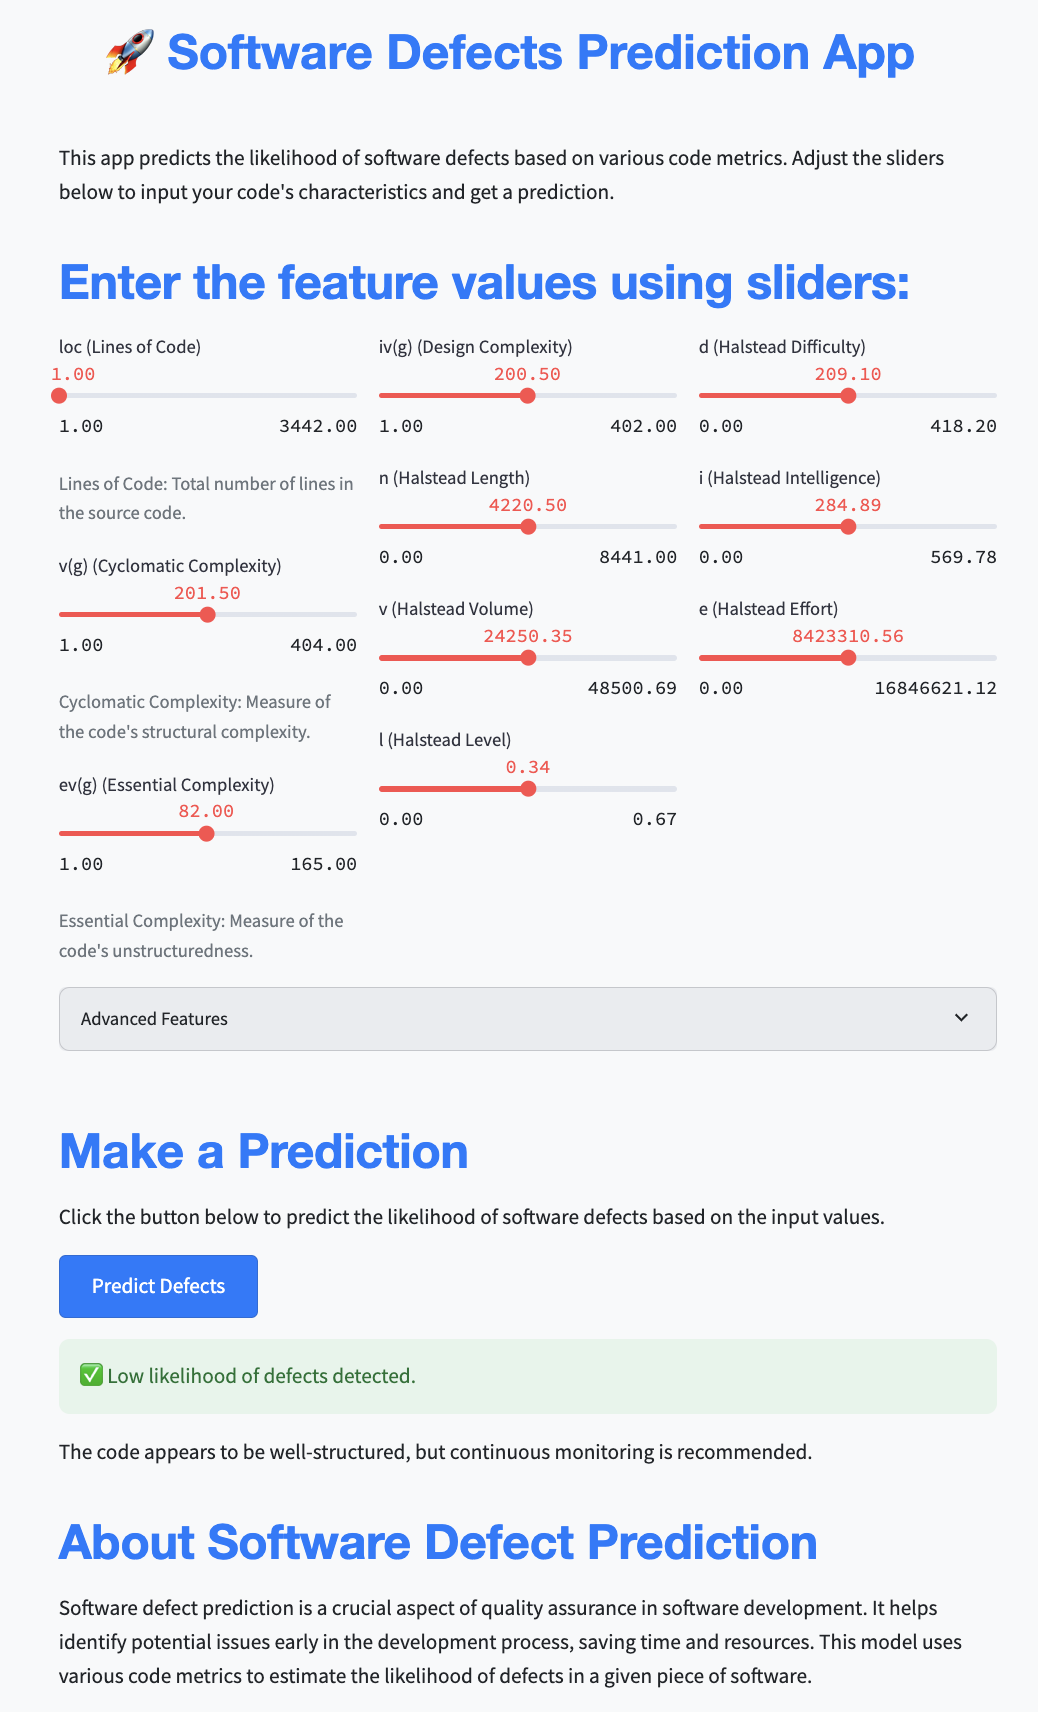 🚀 Software Defects Prediction App
This app predicts the likelihood of software defects based on various code metrics. Adjust the sliders
below to input your code's characteristics and get a prediction.
Enter the feature values using sliders:
loc (Lines of Code)
1.00
1.00 3442.00
Lines of Code: Total number of lines in
the source code.
v(g) (Cyclomatic Complexity)
201.50
1.00 404.00
Cyclomatic Complexity: Measure of
the code's structural complexity.
ev(g) (Essential Complexity)
82.00
1.00 165.00
Essential Complexity: Measure of the
code's unstructuredness.
iv(g) (Design Complexity)
200.50
1.00 402.00
n (Halstead Length)
4220.50
0.00 8441.00
v (Halstead Volume)
24250.35
0.00 48500.69
l (Halstead Level)
0.34
0.00 0.67
d (Halstead Difficulty)
209.10
0.00 418.20
i (Halstead Intelligence)
284.89
0.00 569.78
e (Halstead Effort)
8423310.56
0.00 16846621.12
Advanced Features
Make a Prediction
Click the button below to predict the likelihood of software defects based on the input values.
Predict Defects
✅ Low likelihood of defects detected.
The code appears to be well-structured, but continuous monitoring is recommended.
About Software Defect Prediction
Software defect prediction is a crucial aspect of quality assurance in software development. It helps
identify potential issues early in the development process, saving time and resources. This model uses
various code metrics to estimate the likelihood of defects in a given piece of software.